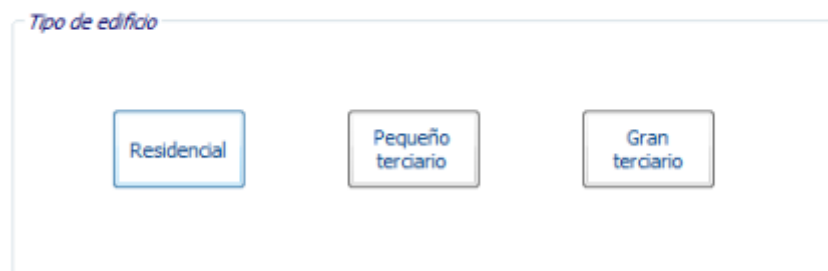 Tipo de edificio
Residencial
Pequeño
terciario
Gran
terciario